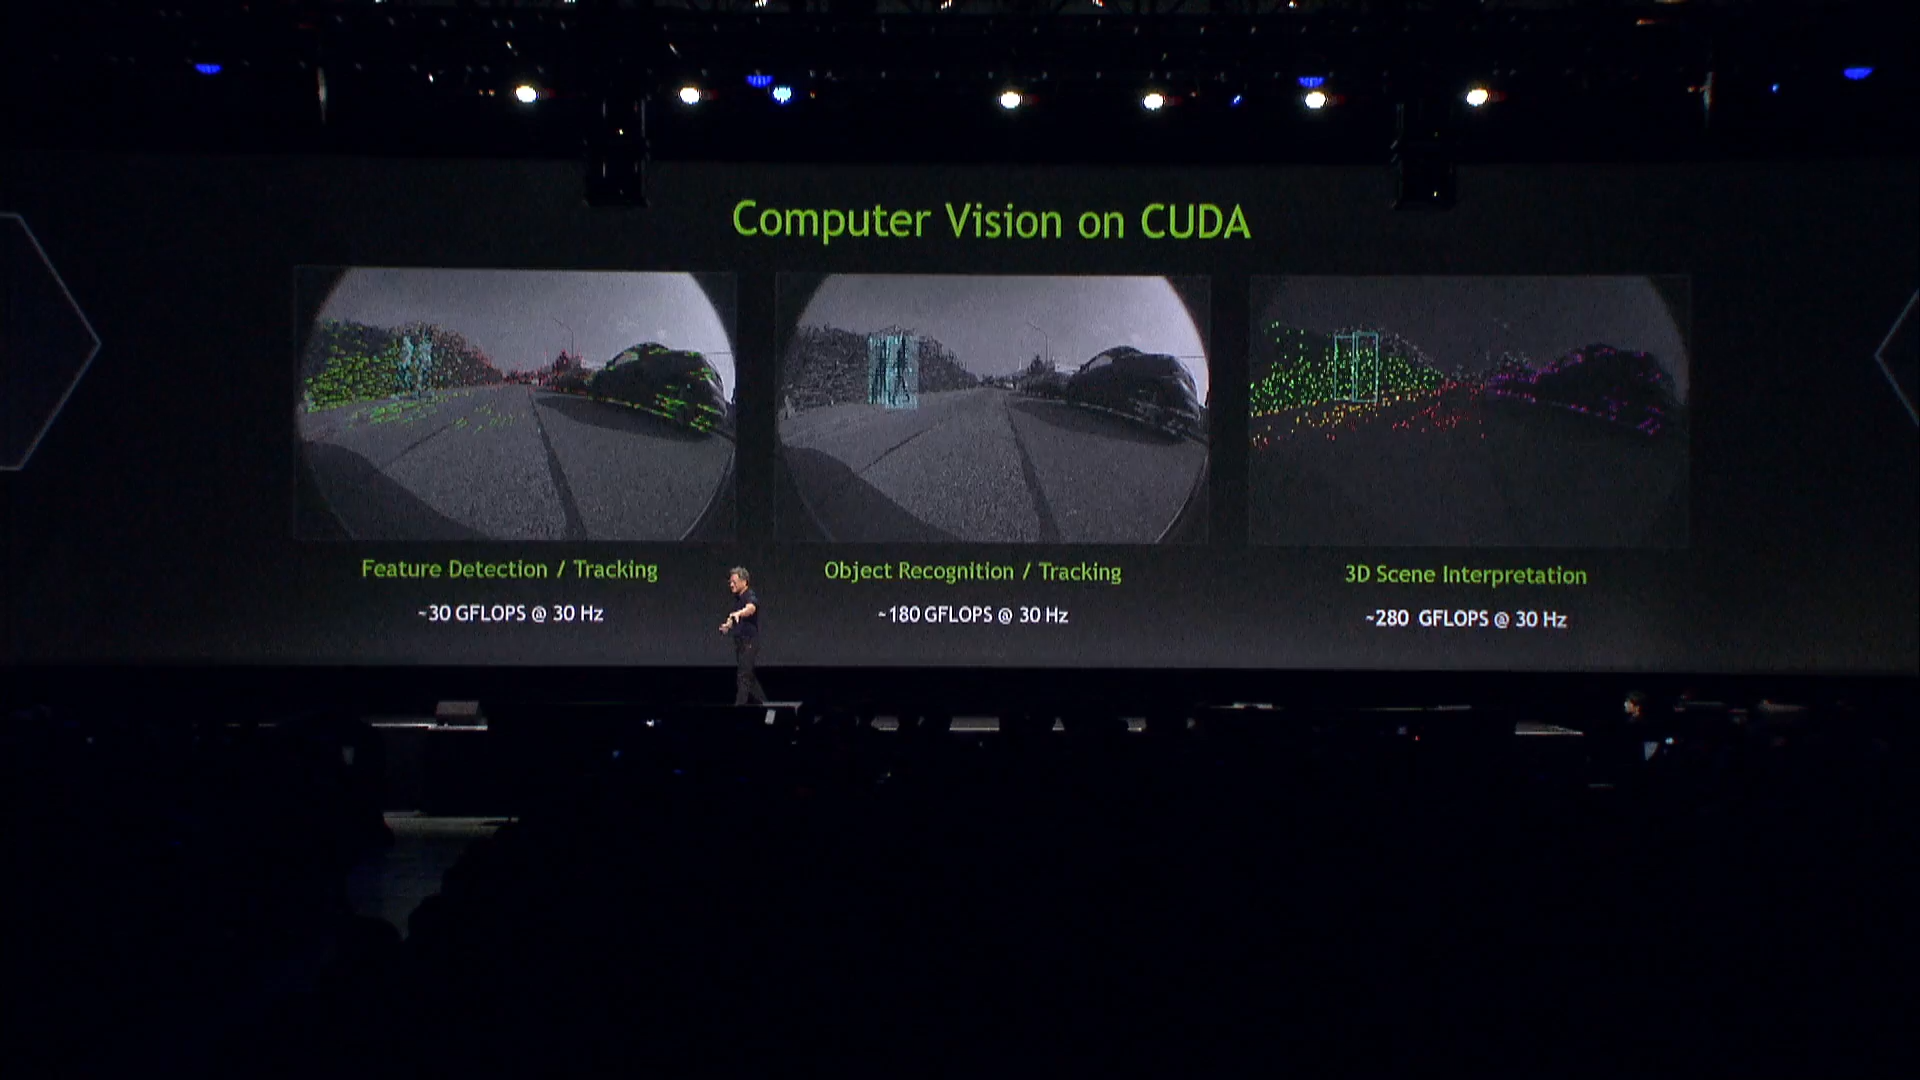 Computer Vision on CUDA
Feature Detection / Tracking
~30 GFLOPS @ 30 Hz
Object Recognition / Tracking
~180 GFLOPS @ 30 Hz
3D Scene Interpretation
~280 GFLOPS @ 30 Hz